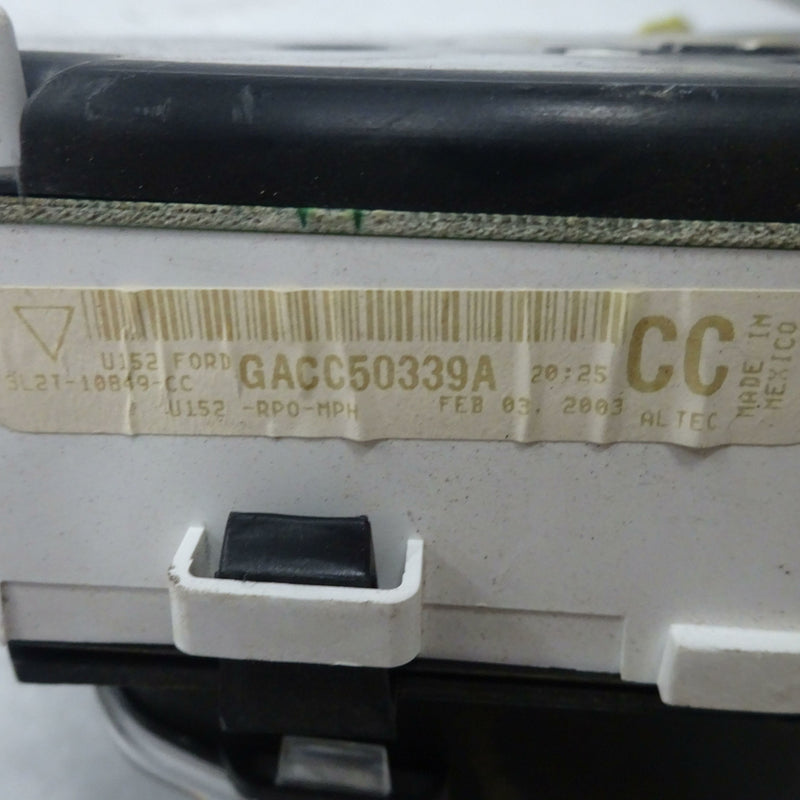 U152 FORD
3L2T-10849-CC
GACC50339A
20:25
CC
U152 -RPO-MPH
FEB 03. 2003
ALTEC
MADE IN
MEXICO